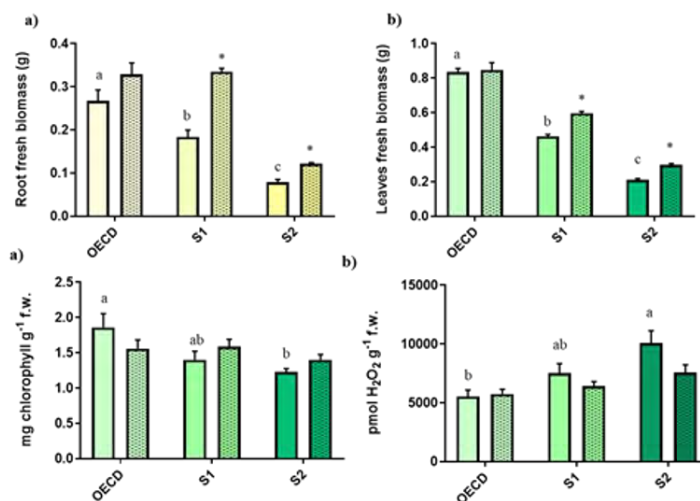 a)
Root fresh biomass (g)
0.4
0.3
0.2
0.1
0.0
a
b
*
c
*
OECD
S1
S2
b)
Leaves fresh biomass (g)
1.0
0.8
0.6
0.4
0.2
0.0
a
b
*
c
*
OECD
S1
S2
a)
mg chlorophyll g⁻¹ f.w.
2.5
2.0
1.5
1.0
0.5
0.0
a
ab
b
OECD
S1
S2
b)
pmol H₂O₂ g⁻¹ f.w.
15000
10000
5000
0
b
ab
a
OECD
S1
S2